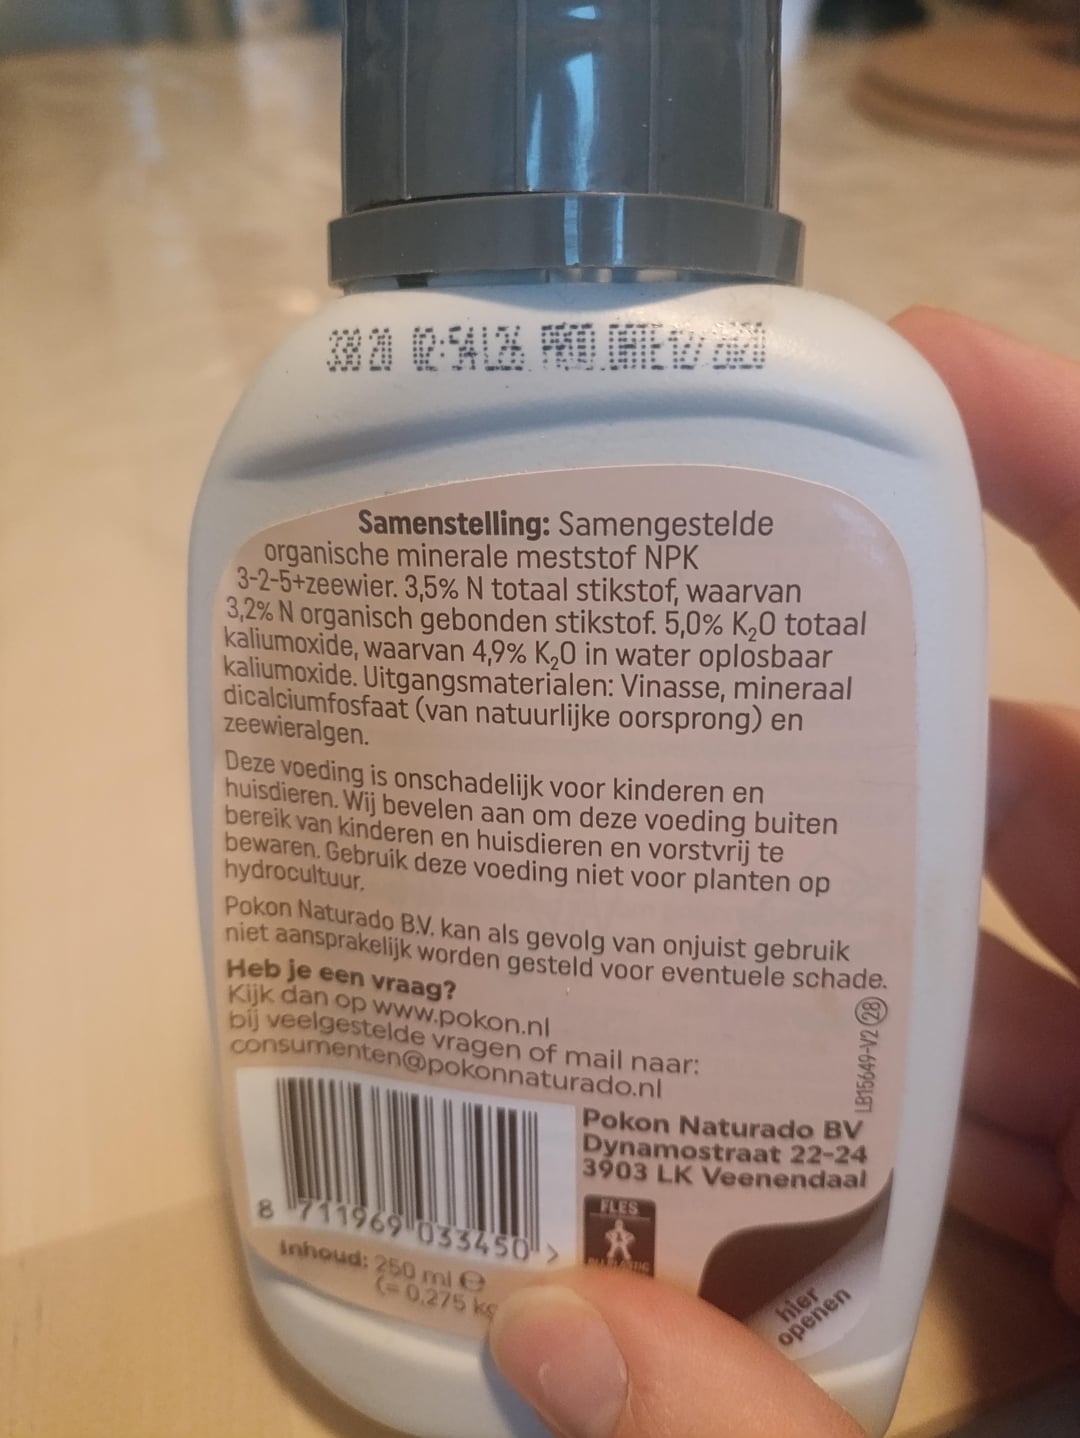 338 20 02:54 L26 PROD DATE 12/2020
Samenstelling: Samengestelde
organische minerale meststof NPK
3-2-5+zeewier. 3,5% N totaal stikstof, waarvan
3,2% N organisch gebonden stikstof. 5,0% K₂O totaal
kaliumoxide, waarvan 4,9% K₂O in water oplosbaar
kaliumoxide. Uitgangsmaterialen: Vinasse, mineraal
dicalciumfosfaat (van natuurlijke oorsprong) en
zeewieralgen.
Deze voeding is onschadelijk voor kinderen en
huisdieren. Wij bevelen aan om deze voeding buiten
bereik van kinderen en huisdieren en vorstvrij te
bewaren. Gebruik deze voeding niet voor planten op
hydrocultuur.
Pokon Naturado B.V. kan als gevolg van onjuist gebruik
niet aansprakelijk worden gesteld voor eventuele schade.
Heb je een vraag?
Kijk dan op www.pokon.nl
bij veelgestelde vragen of mail naar:
consumenten@pokonnaturado.nl
LB15649-V2 28
Pokon Naturado BV
Dynamostraat 22-24
3903 LK Veenendaal
8 711969 033450 >
FLES
Inhoud: 250 ml ℮
(= 0,275 kg
hier
openen